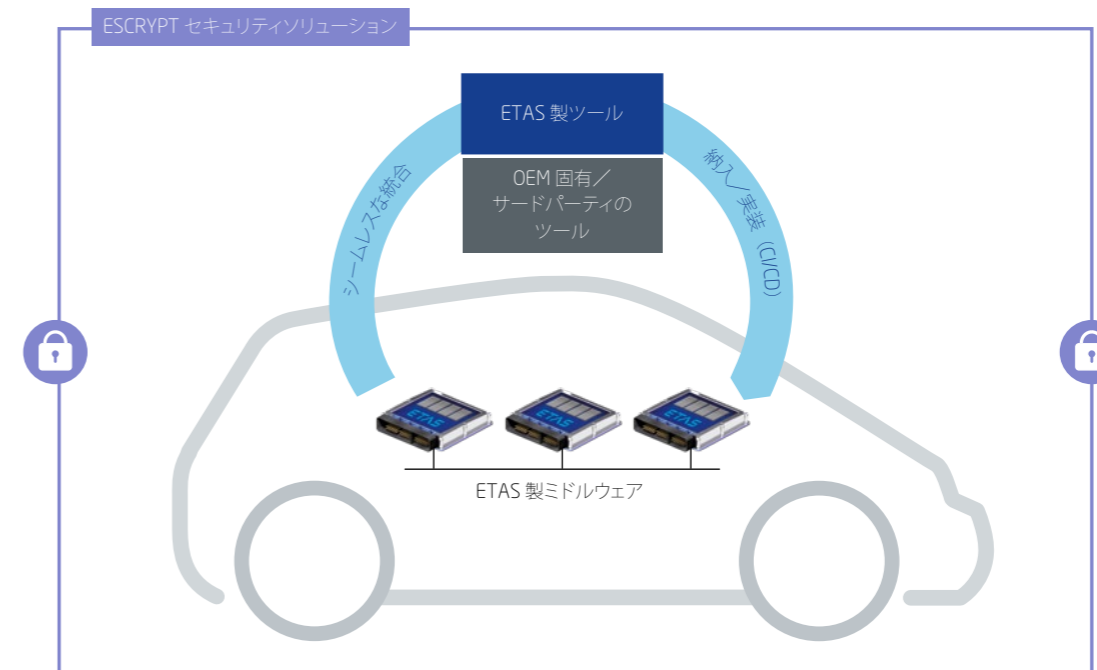 ESCRYPT セキュリティソリューション
ETAS 製ツール
OEM 固有／
サードパーティの
ツール
シームレスな統合
納入／実装（CI/CD）
ETAS
ETAS
ETAS
ETAS 製ミドルウェア